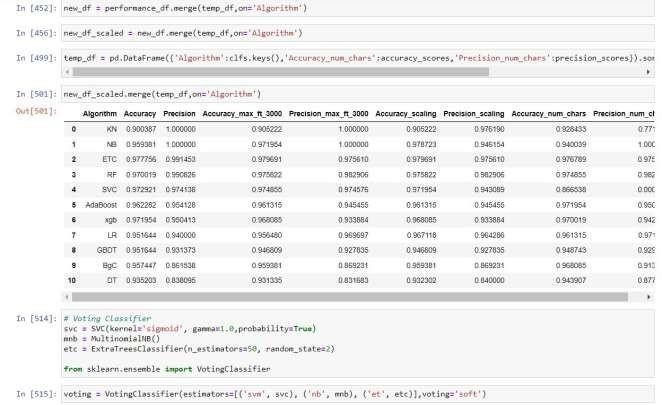 In [452]: new_df = performance_df.merge(temp_df,on='Algorithm')
In [456]: new_df_scaled = new_df.merge(temp_df,on='Algorithm')
In [499]: temp_df = pd.DataFrame({'Algorithm':clfs.keys(),'Accuracy_num_chars':accuracy_scores,'Precision_num_chars':precision_scores}).sor
In [501]: new_df_scaled.merge(temp_df,on='Algorithm')
Out[501]:
Algorithm Accuracy Precision Accuracy_max_ft_3000 Precision_max_ft_3000 Accuracy_scaling Precision_scaling Accuracy_num_chars Precision_num_ch
0 KN 0.900387 1.000000 0.905222 1.000000 0.905222 0.976190 0.928433 0.771
1 NB 0.959381 1.000000 0.971954 1.000000 0.978723 0.946154 0.940039 1.000
2 ETC 0.977756 0.991453 0.979691 0.975610 0.979691 0.975610 0.976789 0.975
3 RF 0.970019 0.990826 0.975822 0.982906 0.975822 0.982906 0.974855 0.982
4 SVC 0.972921 0.974138 0.974855 0.974576 0.971954 0.943089 0.866538 0.000
5 AdaBoost 0.962282 0.954128 0.961315 0.945455 0.961315 0.945455 0.971954 0.950
6 xgb 0.971954 0.950413 0.968085 0.933884 0.968085 0.933884 0.970019 0.942
7 LR 0.951644 0.940000 0.956480 0.969697 0.967118 0.964286 0.961315 0.971
8 GBDT 0.951644 0.931373 0.946809 0.927835 0.946809 0.927835 0.948743 0.929
9 BgC 0.957447 0.861538 0.959381 0.869231 0.959381 0.869231 0.968085 0.913
10 DT 0.935203 0.838095 0.931335 0.831683 0.932302 0.840000 0.943907 0.877
In [514]: # Voting Classifier
svc = SVC(kernel='sigmoid', gamma=1.0,probability=True)
mnb = MultinomialNB()
etc = ExtraTreesClassifier(n_estimators=50, random_state=2)
from sklearn.ensemble import VotingClassifier
In [515]: voting = VotingClassifier(estimators=[('svm', svc), ('nb', mnb), ('et', etc)],voting='soft')